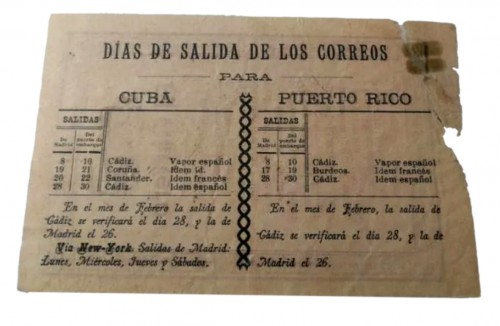 DÍAS DE SALIDA DE LOS CORREOS
PARA
CUBA
SALIDAS
De Madrid
Del puerto de embarque
8 10 Cádiz. Vapor español
19 21 Coruña. Idem id.
20 22 Santander. Idem francés
28 30 Cádiz. Idem español
En el mes de Febrero la salida de
Cádiz se verificará el dia 28, y la de
Madrid el 26.
Via New-York. Salidas de Madrid:
Lunes, Miércoles, Jueves y Sábados.
PUERTO RICO
SALIDAS
De Madrid
Del puerto de embarque
8 10 Cádiz. Vapor español
17 19 Burdeos. Idem francés
28 30 Cádiz. Idem español
En el mes de Febrero, la salida de
Cádiz se verificará el dia 28, y la de
Madrid el 26.